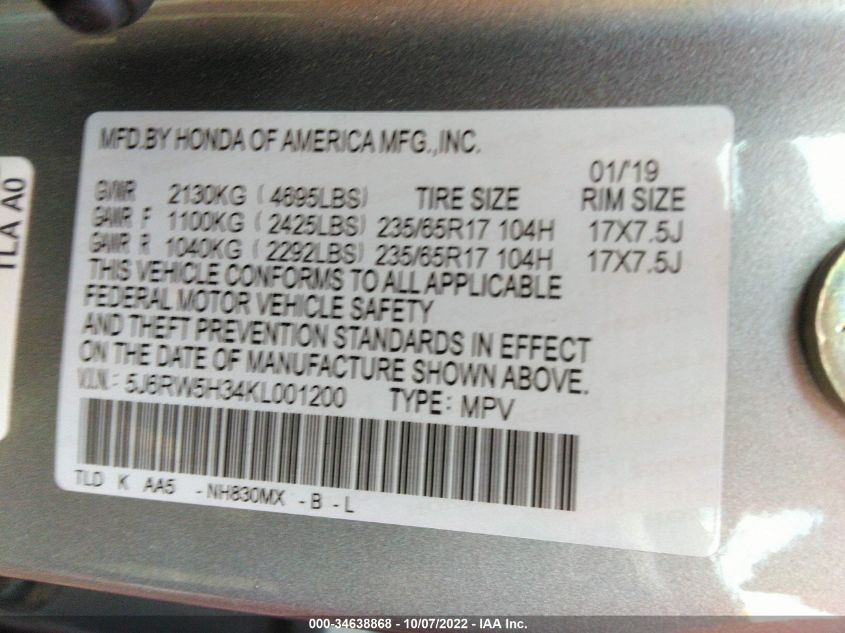 MFD.BY HONDA OF AMERICA MFG.,INC.
01/'19
GVWR 2130KG ( 4695LBS) TIRE SIZE RIM SIZE
GAWR F 1100KG ( 2425LBS) 235/65R17 104H 17X7.5J
GAWR R 1040KG ( 2292LBS) 235/65R17 104H 17X7.5J
THIS VEHICLE CONFORMS TO ALL APPLICABLE
FEDERAL MOTOR VEHICLE SAFETY
AND THEFT PREVENTION STANDARDS IN EFFECT
ON THE DATE OF MANUFACTURE SHOWN ABOVE.
V.I.N.: 5J6RW5H34KL001200 TYPE: MPV
TLD K AA5 -NH830MX -B -L
TLA A0
000-34638868 - 10/07/2022 - IAA Inc.